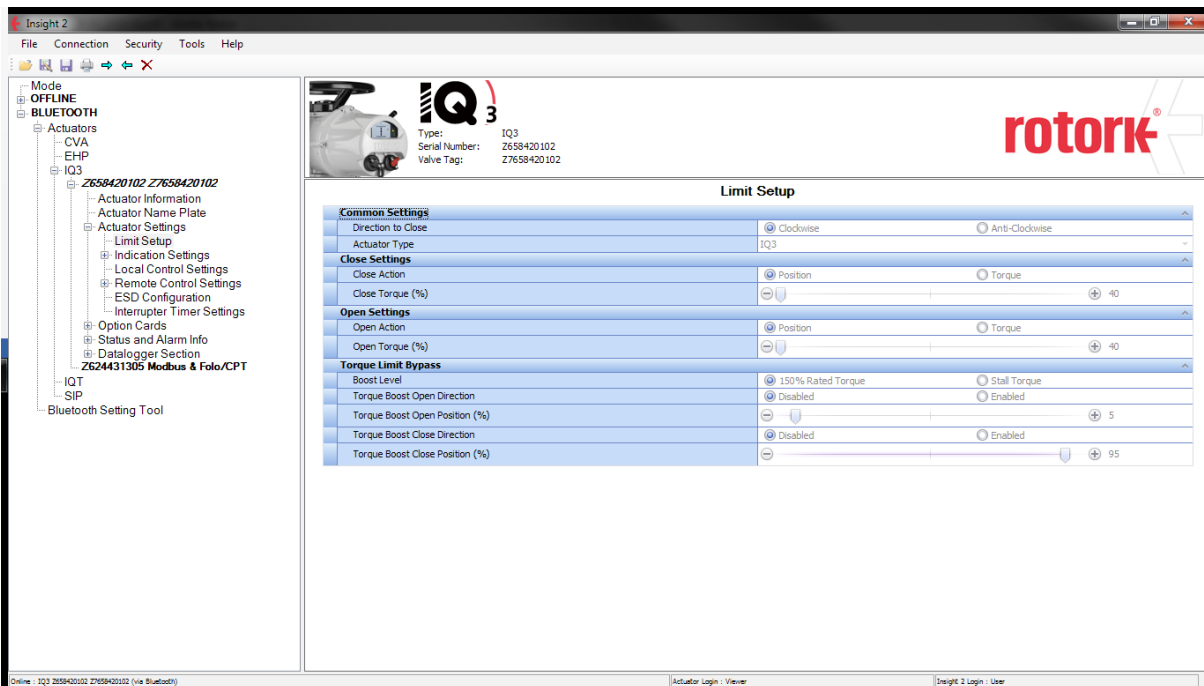 Insight 2
File Connection Security Tools Help
Mode
OFFLINE
BLUETOOTH
Actuators
CVA
EHP
IQ3
Z658420102 Z7658420102
Actuator Information
Actuator Name Plate
Actuator Settings
Limit Setup
Indication Settings
Local Control Settings
Remote Control Settings
ESD Configuration
Interrupter Timer Settings
Option Cards
Status and Alarm Info
Datalogger Section
Z624431305 Modbus & Folo/CPT
IQT
SIP
Bluetooth Setting Tool
IQ3
Type: IQ3
Serial Number: Z658420102
Valve Tag: Z7658420102
rotork®
Limit Setup
Common Settings
Direction to Close Clockwise Anti-Clockwise
Actuator Type IQ3
Close Settings
Close Action Position Torque
Close Torque (%) 40
Open Settings
Open Action Position Torque
Open Torque (%) 40
Torque Limit Bypass
Boost Level 150% Rated Torque Stall Torque
Torque Boost Open Direction Disabled Enabled
Torque Boost Open Position (%) 5
Torque Boost Close Direction Disabled Enabled
Torque Boost Close Position (%) 95
Online : IQ3 Z658420102 Z7658420102 (via Bluetooth) Actuator Login : Viewer Insight 2 Login : User